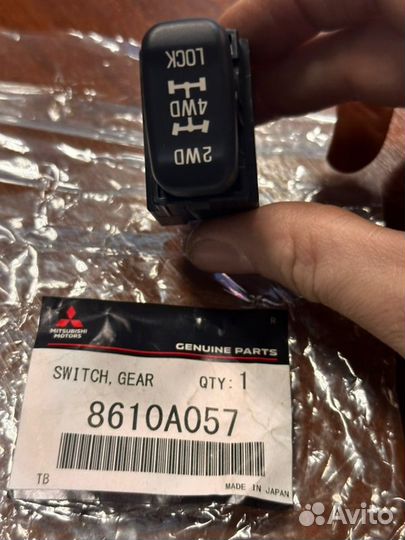 LOCK
4WD
2WD
MITSUBISHI
MOTORS
R
GENUINE PARTS
SWITCH, GEAR QTY: 1
8610A057
TB MADE IN JAPAN
Avito